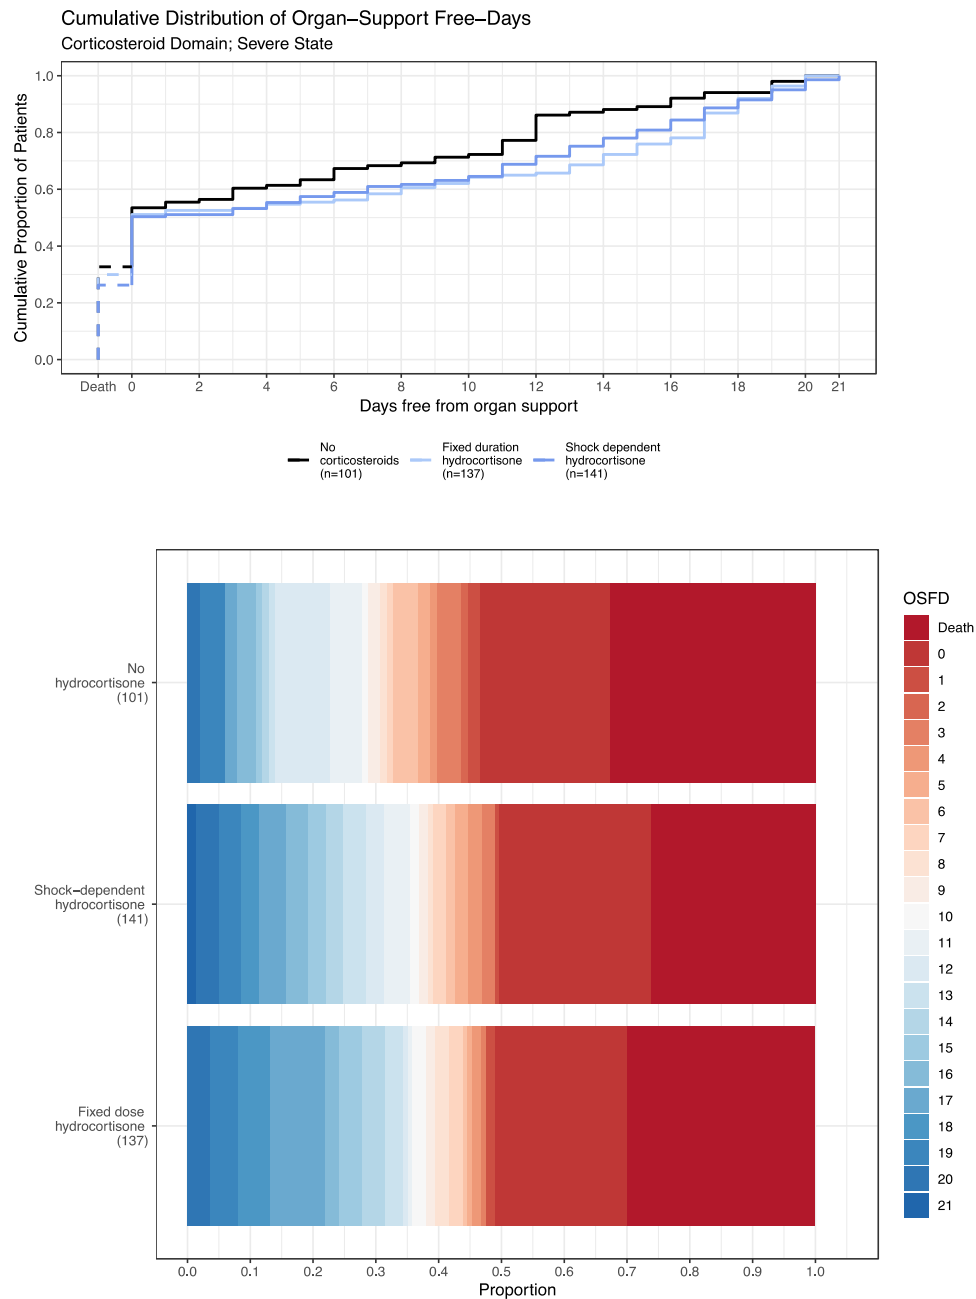 Cumulative Distribution of Organ−Support Free−Days
Corticosteroid Domain; Severe State
Cumulative Proportion of Patients
1.0
0.8
0.6
0.4
0.2
0.0
Death 0 2 4 6 8 10 12 14 16 18 20 21
Days free from organ support
No
corticosteroids
(n=101)
Fixed duration
hydrocortisone
(n=137)
Shock dependent
hydrocortisone
(n=141)
No
hydrocortisone
(101)
Shock−dependent
hydrocortisone
(141)
Fixed dose
hydrocortisone
(137)
0.0 0.1 0.2 0.3 0.4 0.5 0.6 0.7 0.8 0.9 1.0
Proportion
OSFD
Death
0
1
2
3
4
5
6
7
8
9
10
11
12
13
14
15
16
17
18
19
20
21